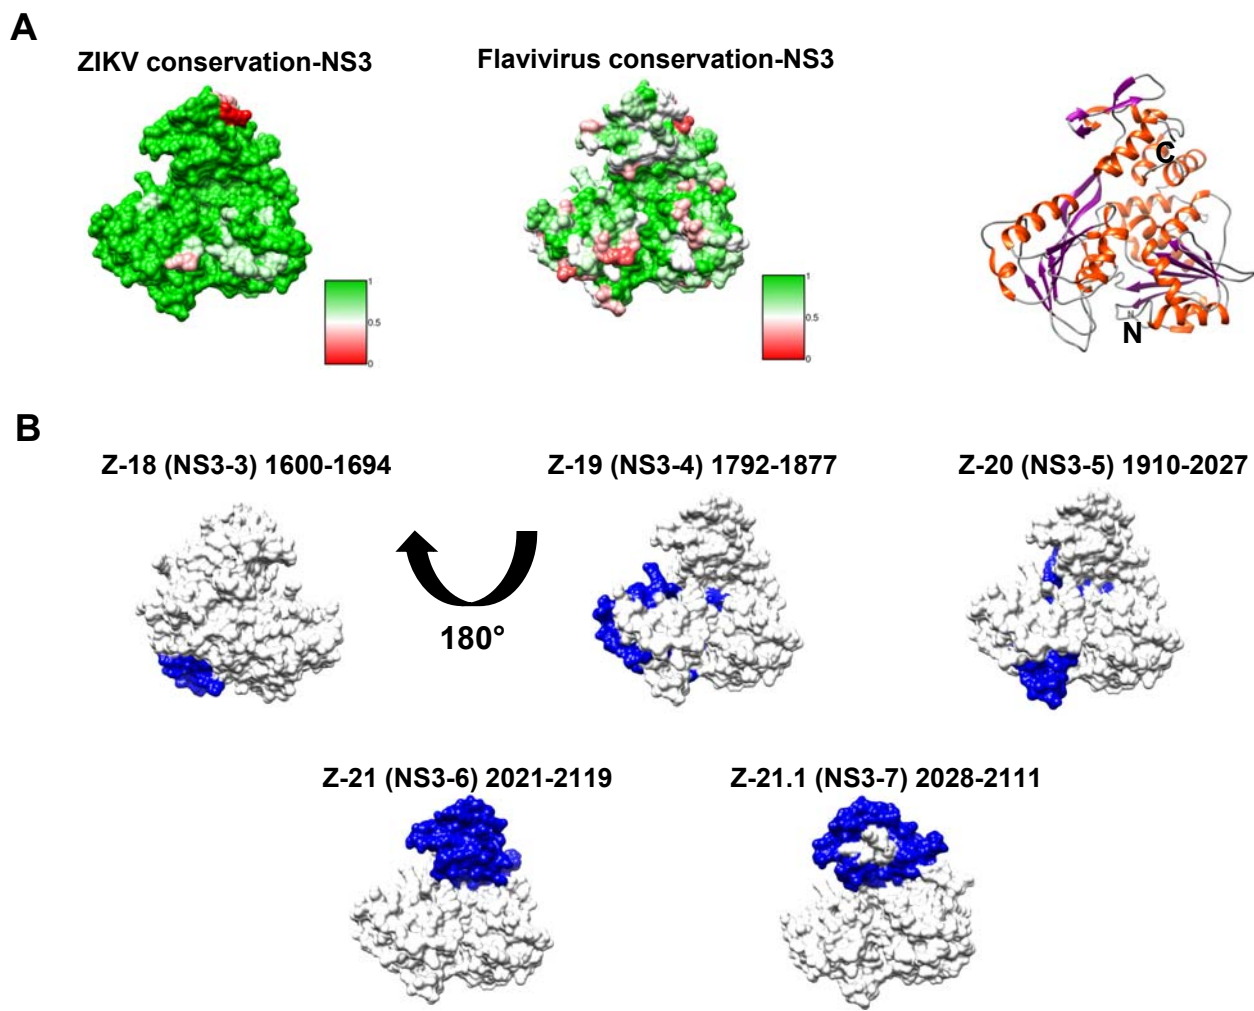 A
ZIKV conservation-NS3
Flavivirus conservation-NS3
C
N
N
1
0.5
0
1
0.5
0
B
Z-18 (NS3-3) 1600-1694
Z-19 (NS3-4) 1792-1877
Z-20 (NS3-5) 1910-2027
180°
Z-21 (NS3-6) 2021-2119
Z-21.1 (NS3-7) 2028-2111